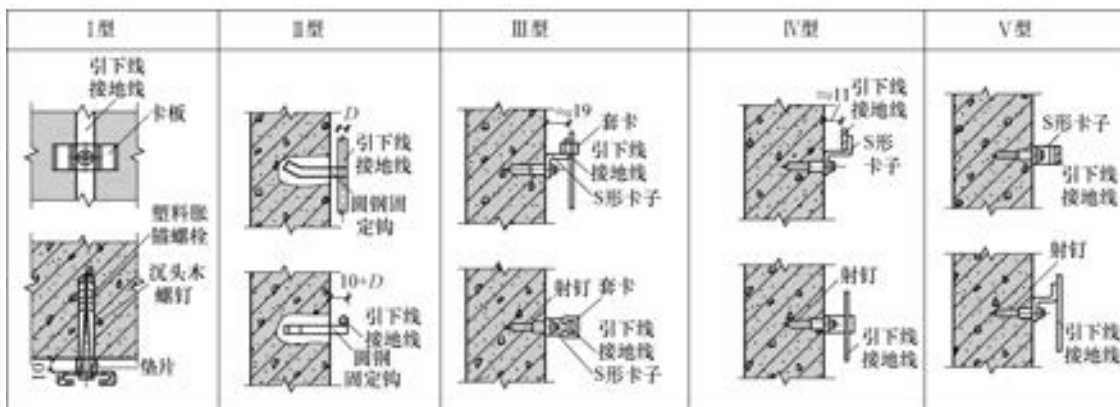 Ⅰ型
Ⅱ型
Ⅲ型
Ⅳ型
Ⅴ型
引下线
接地线
卡板
塑料胀
锚螺栓
沉头木
螺钉
垫片
10
D
引下线
接地线
圆钢固
定钩
10+D
引下线
接地线
圆钢
固定钩
≈19
套卡
引下线
接地线
S形卡子
射钉
套卡
引下线
接地线
S形卡子
≈11
引下线
接地线
S形
卡子
射钉
引下线
接地线
S形卡子
引下线
接地线
射钉
引下线
接地线